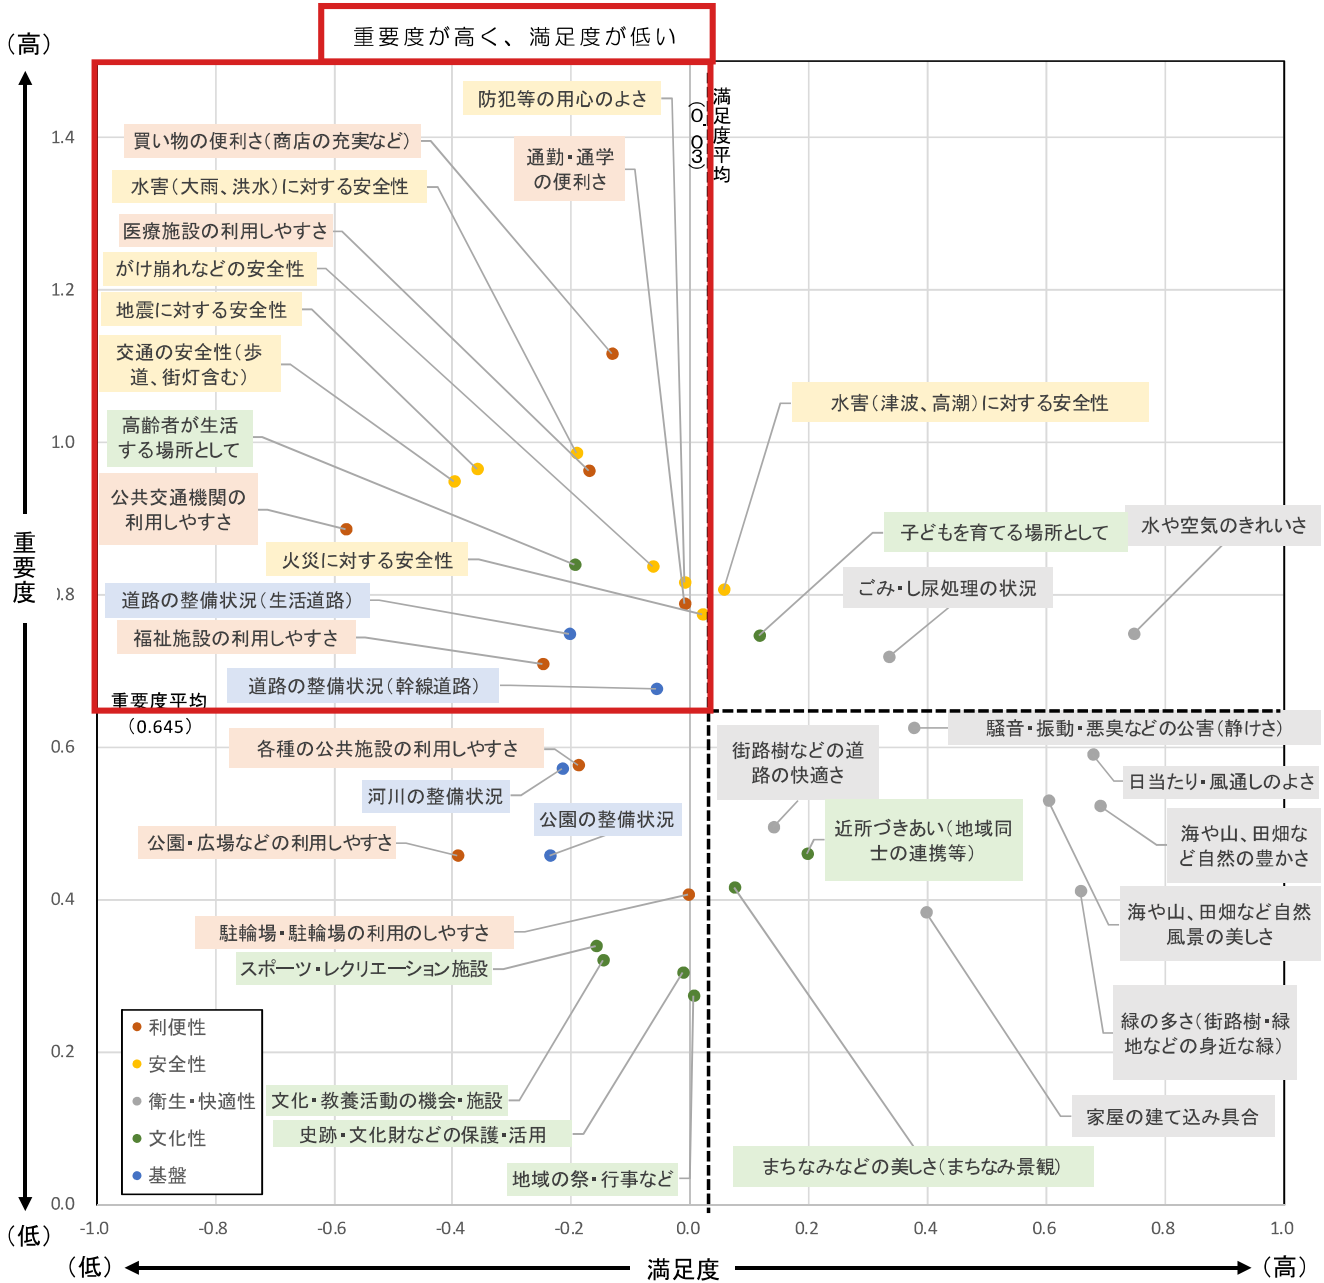 重要度が高く、満足度が低い
（高）
防犯等の用心のよさ
満足度平均
（0.03）
1.4
買い物の便利さ（商店の充実など）
通勤・通学
の便利さ
水害（大雨、洪水）に対する安全性
医療施設の利用しやすさ
がけ崩れなどの安全性
1.2
地震に対する安全性
交通の安全性（歩
道、街灯含む）
水害（津波、高潮）に対する安全性
高齢者が生活
する場所として
1.0
公共交通機関の
利用しやすさ
子どもを育てる場所として
水や空気のきれいさ
重要度
火災に対する安全性
ごみ・し尿処理の状況
0.8
道路の整備状況（生活道路）
福祉施設の利用しやすさ
道路の整備状況（幹線道路）
重要度平均
（0.645）
騒音・振動・悪臭などの公害（静けさ）
0.6
各種の公共施設の利用しやすさ
街路樹などの道
路の快適さ
日当たり・風通しのよさ
河川の整備状況
公園の整備状況
近所づきあい（地域同
士の連携等）
海や山、田畑な
ど自然の豊かさ
公園・広場などの利用しやすさ
0.4
海や山、田畑など自然
風景の美しさ
駐輪場・駐輪場の利用のしやすさ
スポーツ・レクリエーション施設
利便性
安全性
衛生・快適性
文化性
基盤
緑の多さ（街路樹・緑
地などの身近な緑）
0.2
文化・教養活動の機会・施設
家屋の建て込み具合
史跡・文化財などの保護・活用
まちなみなどの美しさ（まちなみ景観）
地域の祭・行事など
0.0
（低）
-1.0
-0.8
-0.6
-0.4
-0.2
0.0
0.2
0.4
0.6
0.8
1.0
（低）
満足度
（高）